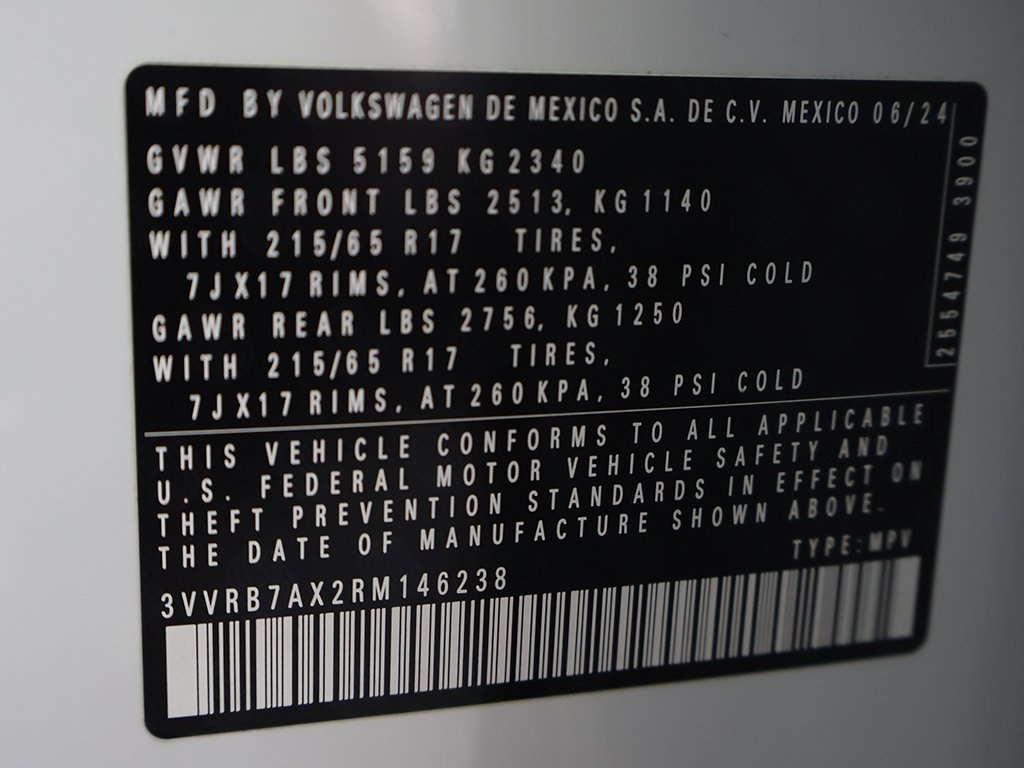 MFD BY VOLKSWAGEN DE MEXICO S.A. DE C.V. MEXICO 06/24
GVWR LBS 5159 KG 2340
GAWR FRONT LBS 2513, KG 1140
WITH 215/65 R17 TIRES,
7JX17 RIMS, AT 260 KPA, 38 PSI COLD
GAWR REAR LBS 2756, KG 1250
WITH 215/65 R17 TIRES,
7JX17 RIMS, AT 260 KPA, 38 PSI COLD
2554749 3900
THIS VEHICLE CONFORMS TO ALL APPLICABLE
U.S. FEDERAL MOTOR VEHICLE SAFETY AND
THEFT PREVENTION STANDARDS IN EFFECT ON
THE DATE OF MANUFACTURE SHOWN ABOVE.
TYPE:MPV
3VVRB7AX2RM146238